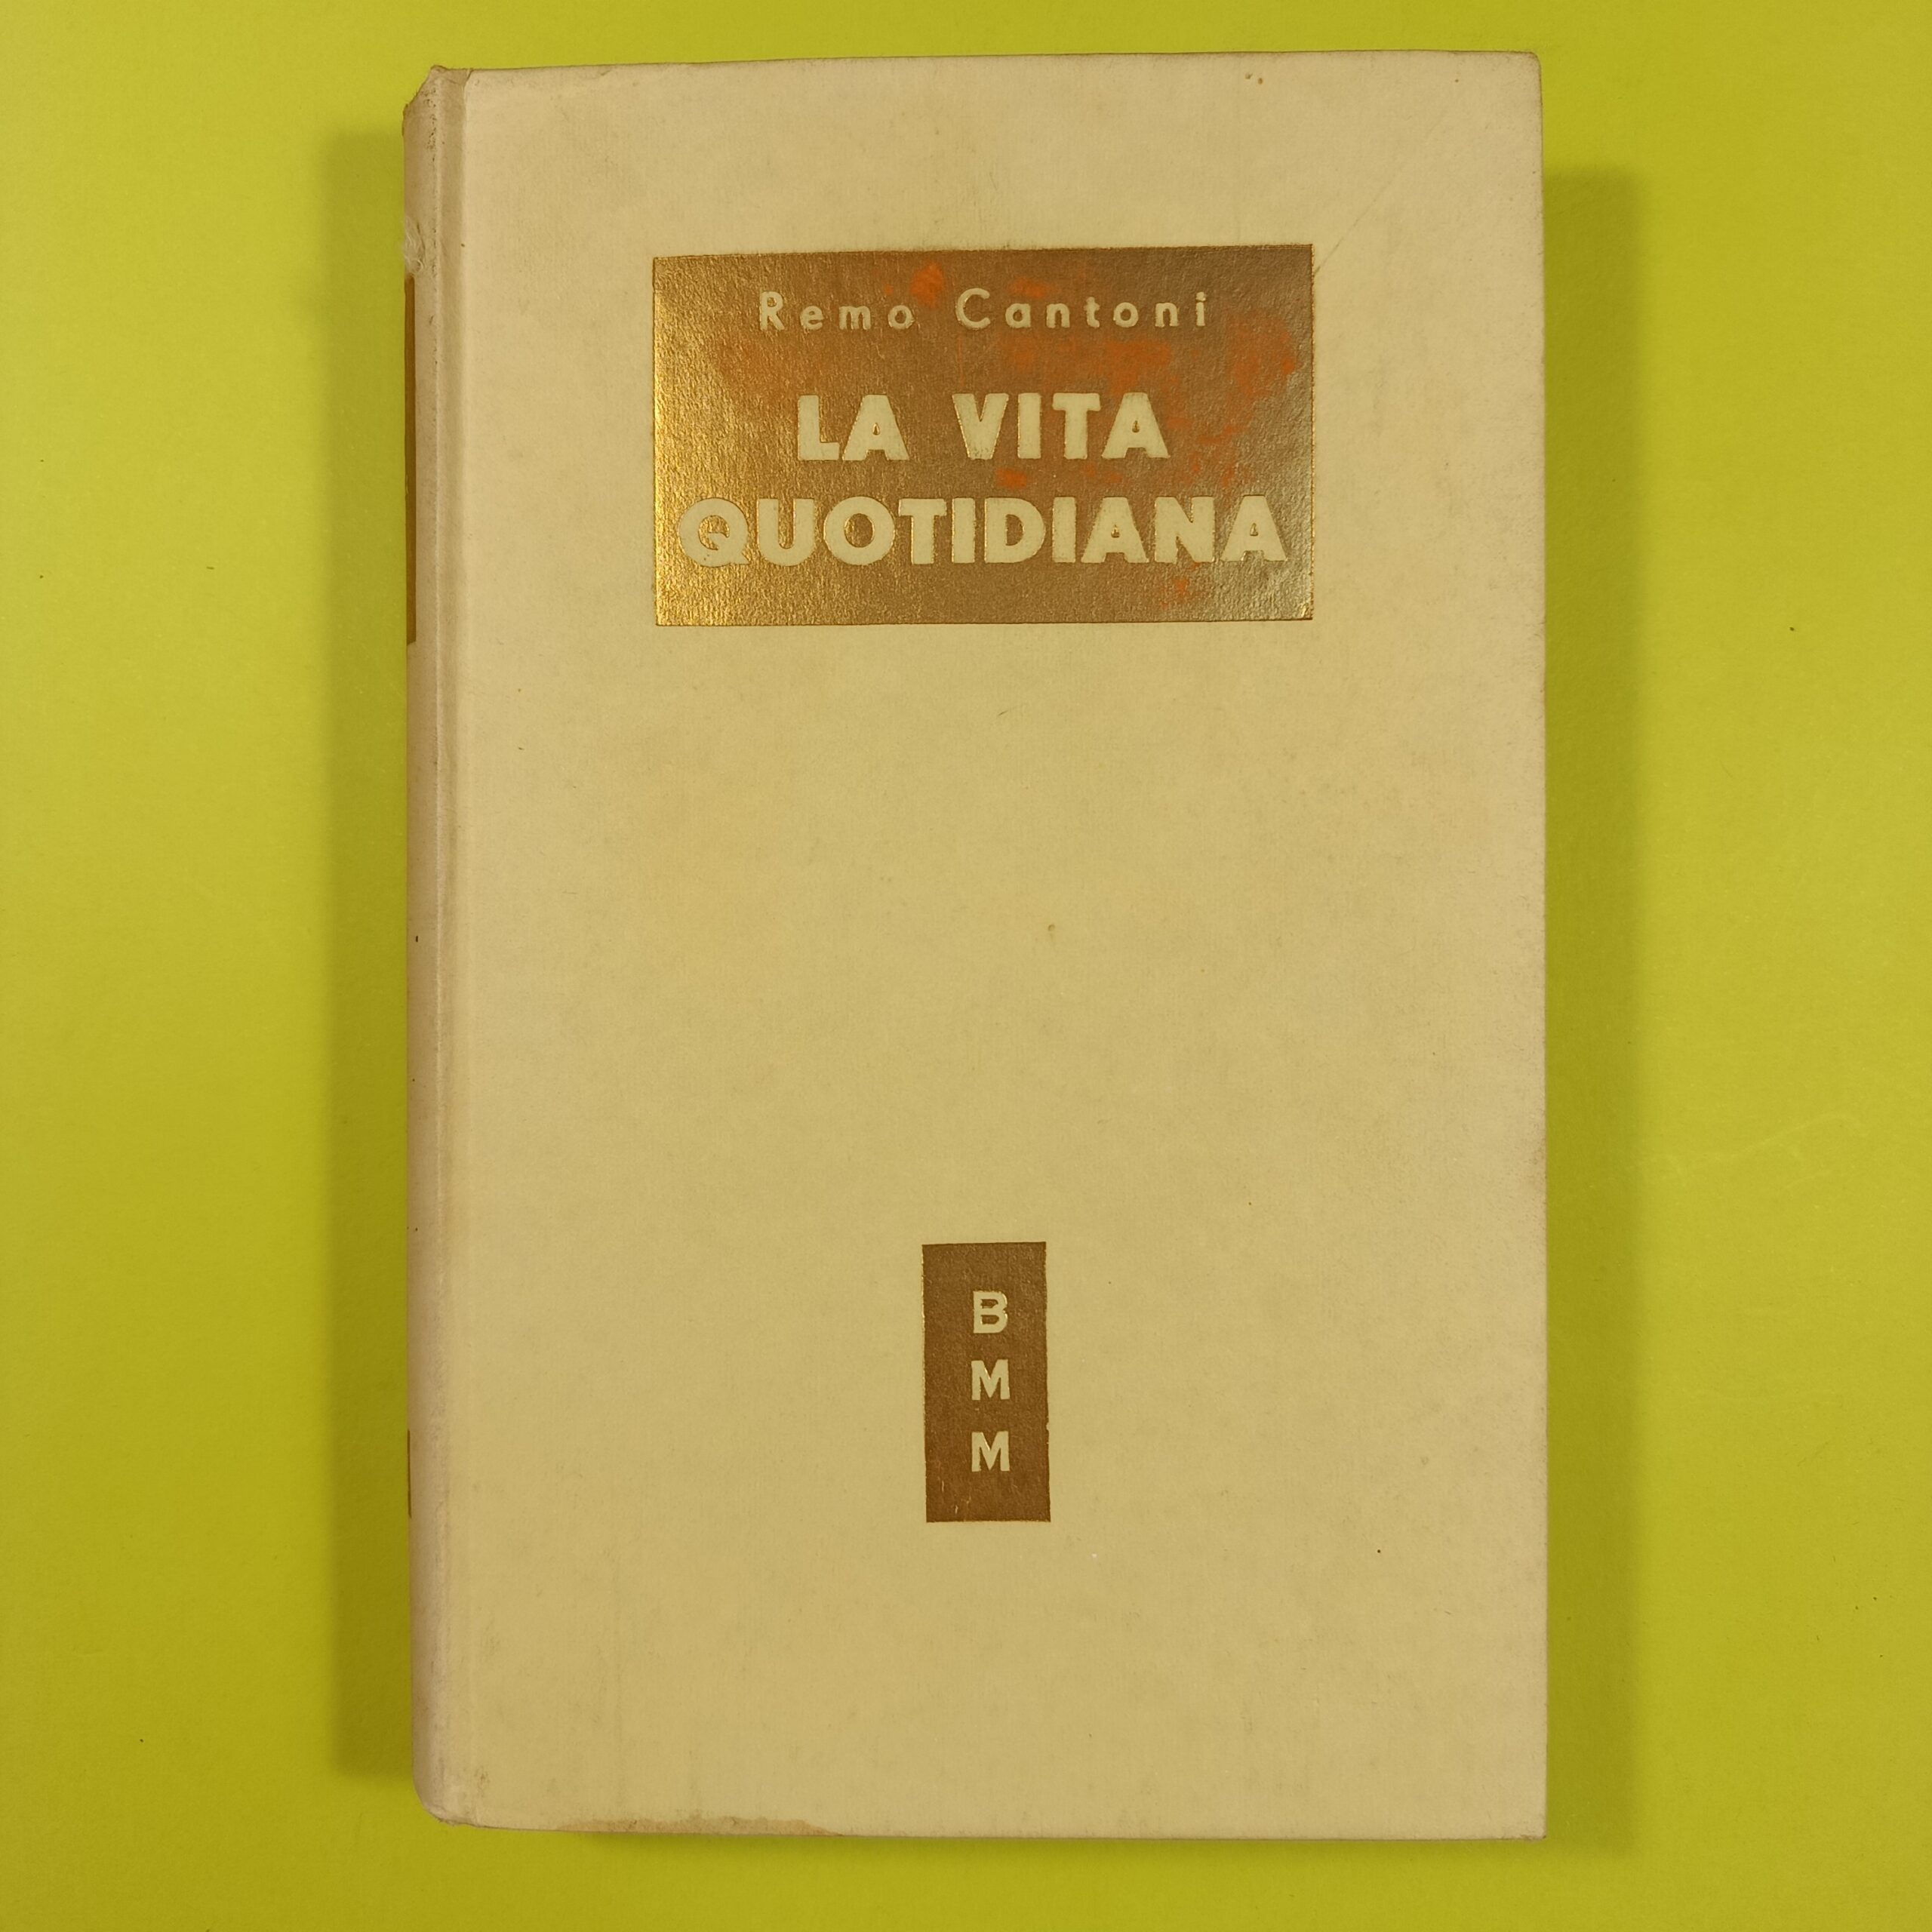 Remo Cantoni
LA VITA
QUOTIDIANA
B
M
M